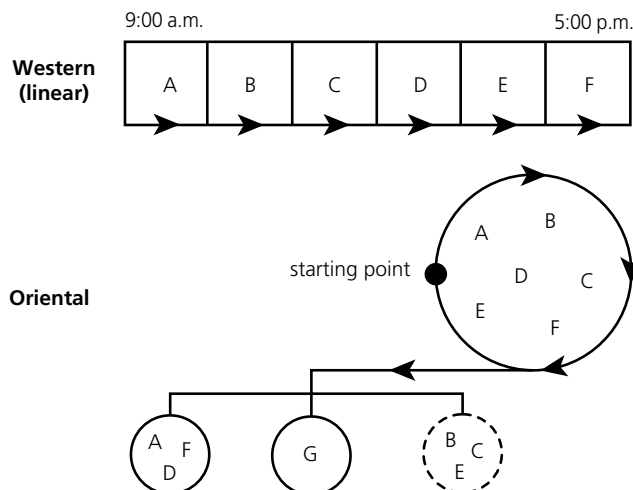 9:00 a.m. 5:00 p.m.
Western
(linear)
A B C D E F
A B
starting point
D C
E
F
Oriental
A F
D
G
B C
E